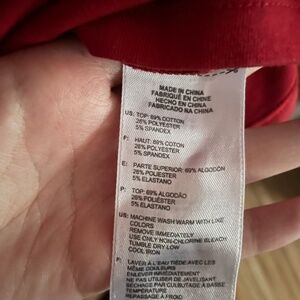 MADE IN CHINA
FABRIQUÉ EN CHINE
HECHO EN CHINA
FABRICADO NA CHINA
US: TOP: 69% COTTON
26% POLYESTER
5% SPANDEX
F: HAUT: 69% COTON
26% POLYESTER
5% SPANDEX
E: PARTE SUPERIOR: 69% ALGODÓN
26% POLIESTER
5% ELASTANO
P: TOP: 69% ALGODÃO
26% POLIÉSTER
5% ELASTANO
US: MACHINE WASH WARM WITH LIKE
COLORS
REMOVE IMMEDIATELY
USE ONLY NON-CHLORINE BLEACH
TUMBLE DRY LOW
COOL IRON
F: LAVER À L'EAU TIÈDE AVEC LES
MÊME COULEURS
ENLEVER IMMÉDIATEMENT
NE PAS UTILISER DE JAVELLISANT
SÉCHAGE PAR CULBUTAGE À BASSE
TEMPÉRATURE
REPASSAGE À FROID